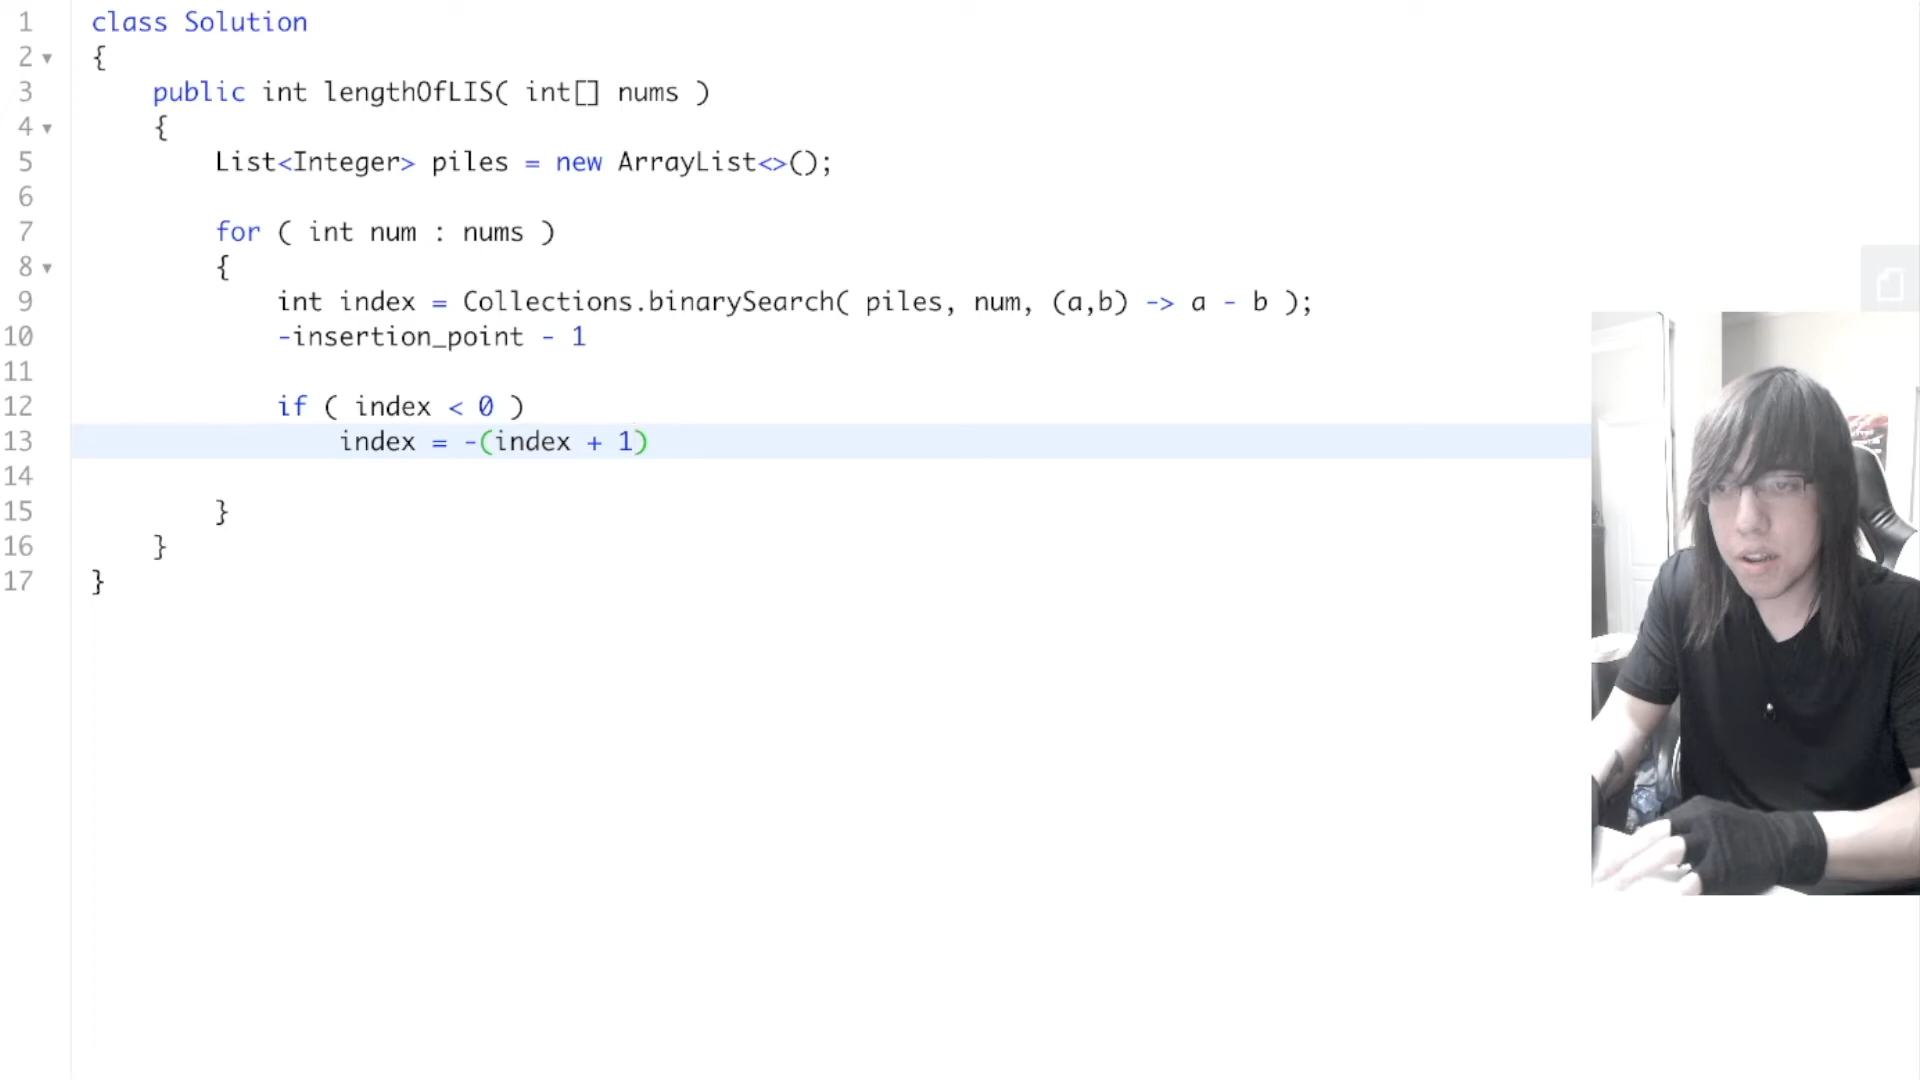 1 class Solution
2 {
3 public int lengthOfLIS( int[] nums )
4 {
5 List<Integer> piles = new ArrayList<>();
6
7 for ( int num : nums )
8 {
9 int index = Collections.binarySearch( piles, num, (a,b) -> a - b );
10 -insertion_point - 1
11
12 if ( index < 0 )
13 index = -(index + 1)
14
15 }
16 }
17 }